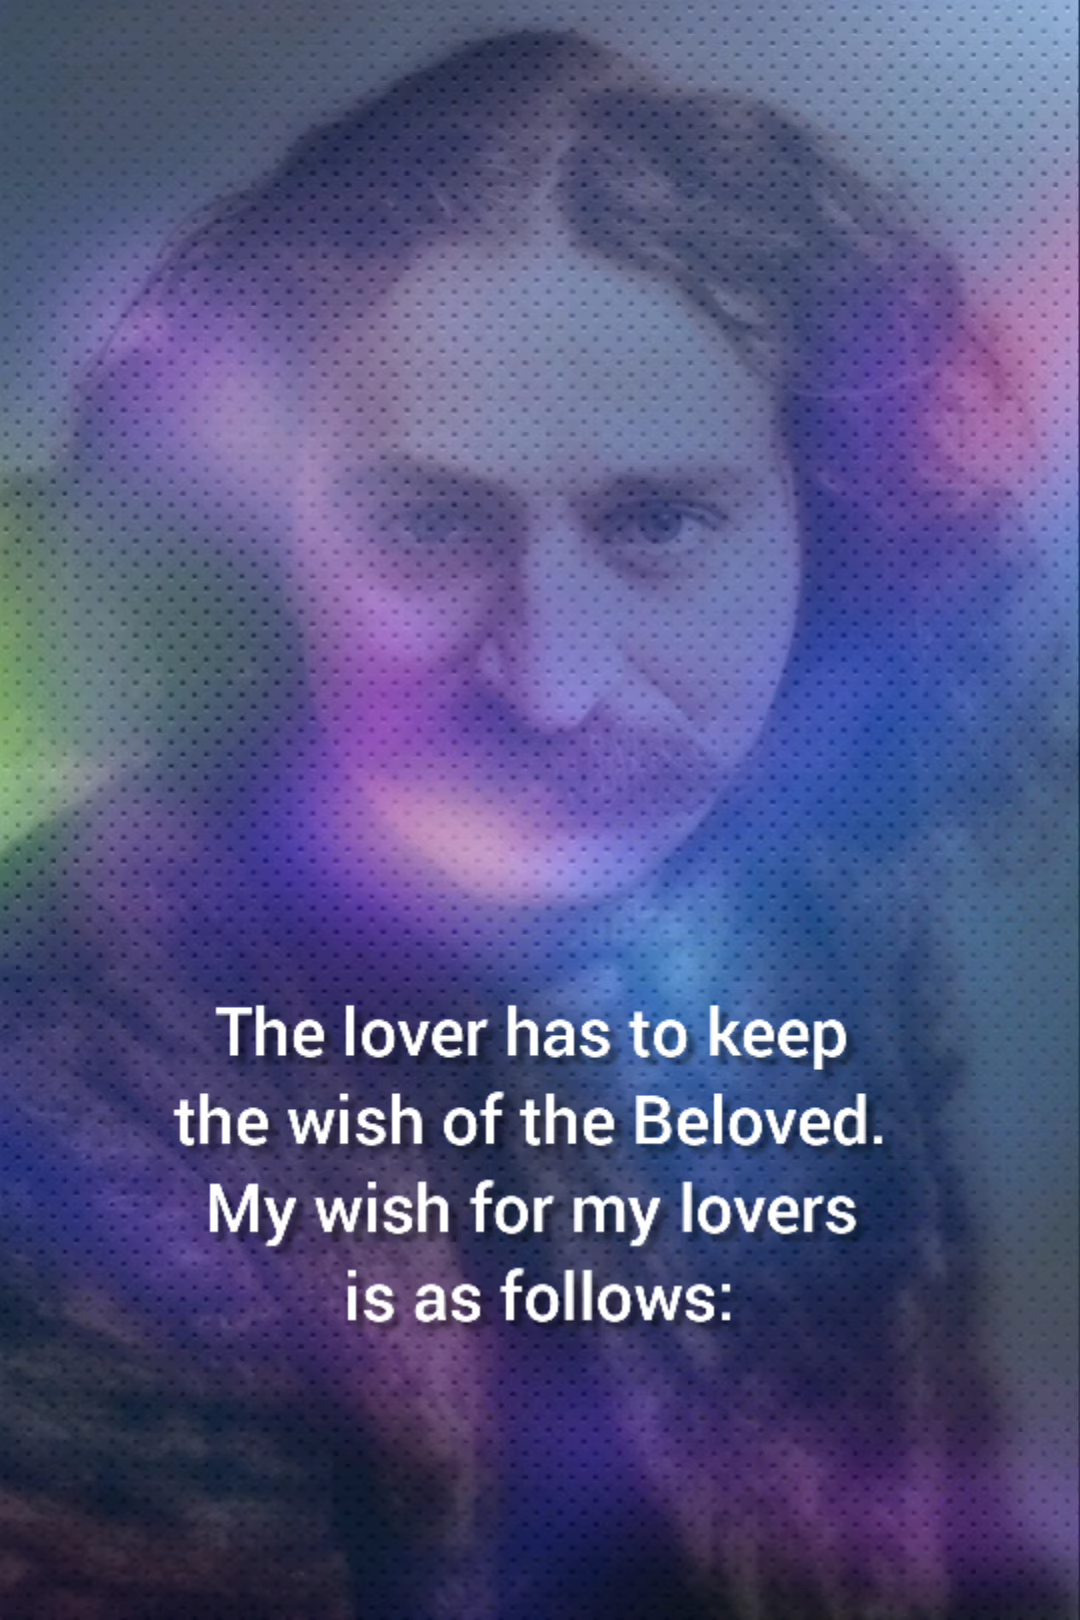 The lover has to keep
the wish of the Beloved.
My wish for my lovers
is as follows: